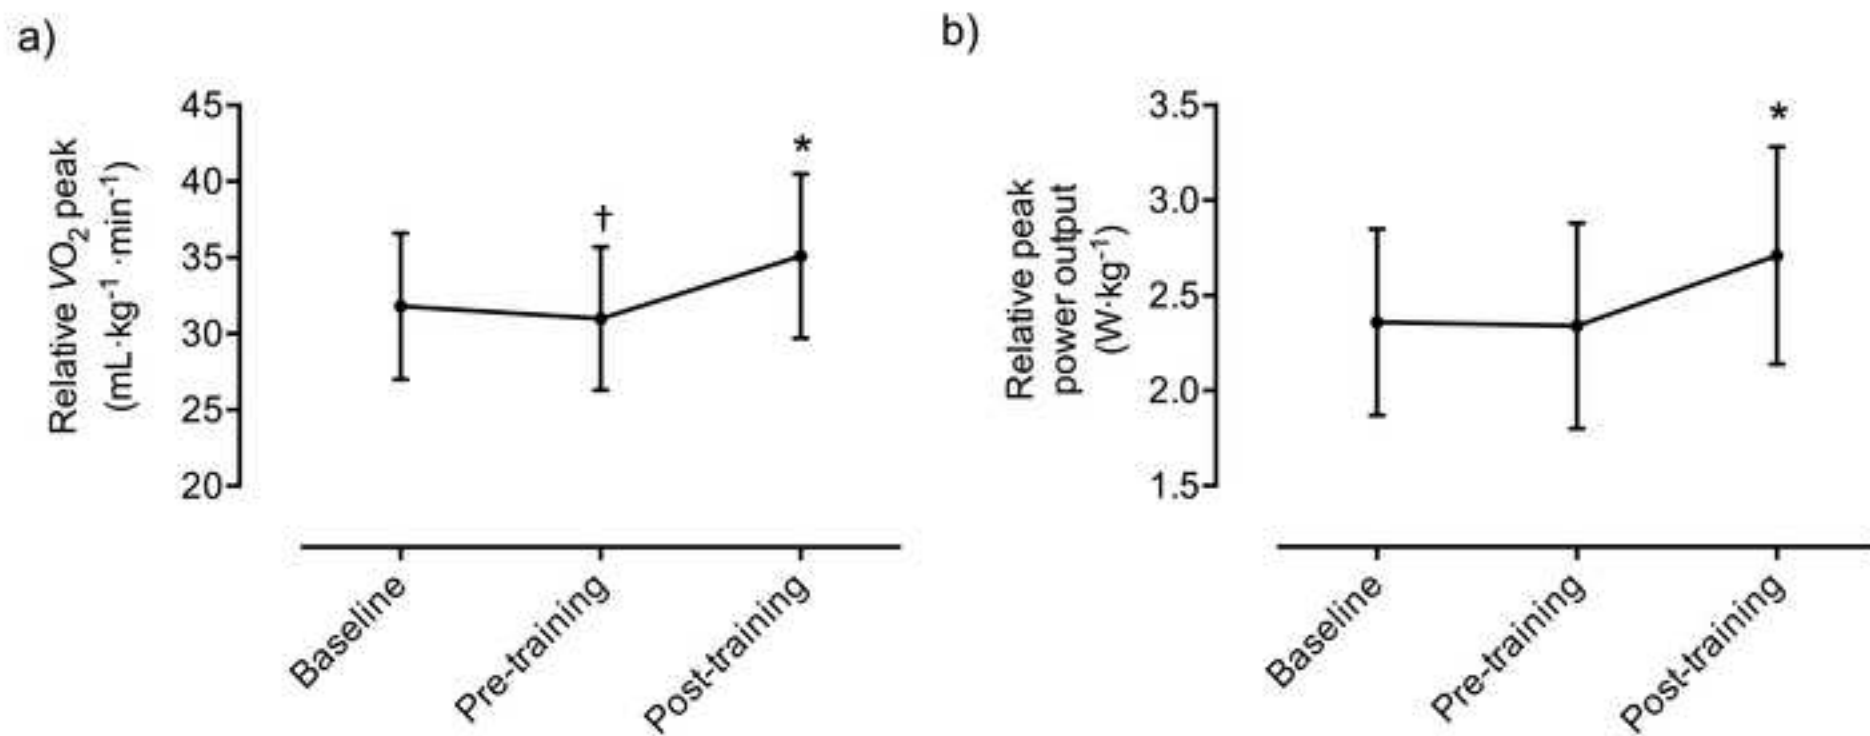 a)
Relative VO₂ peak
(mL·kg⁻¹·min⁻¹)
45
40
35
30
25
20
†
*
Baseline
Pre-training
Post-training
b)
Relative peak
power output
(W·kg⁻¹)
3.5
3.0
2.5
2.0
1.5
*
Baseline
Pre-training
Post-training